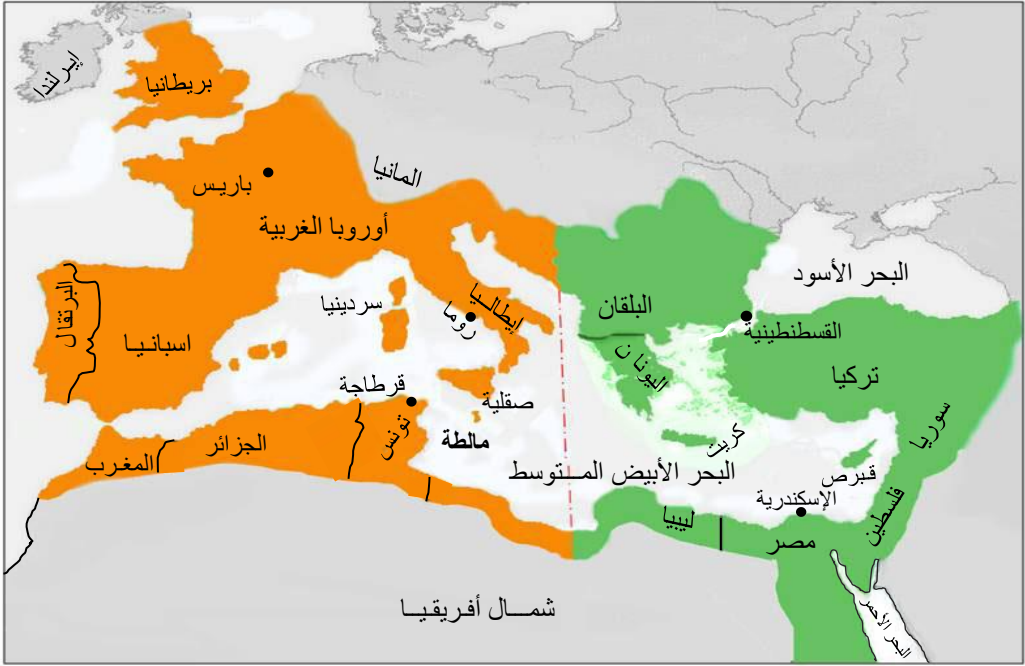 إيرلندا
بريطانيا
باريس
المانيا
أوروبا الغربية
البحر الأسود
البرتقال
اسبانيا
سردينيا
إيطاليا
روما
البلقان
القسطنطينية
اليونان
تركيا
قرطاجة
صقلية
تونس
مالطة
كريت
سوريا
المغرب
الجزائر
البحر الأبيض المتوسط
قبرص
الإسكندرية
فلسطين
ليبيا
مصر
شمال أفريقيا
البحر الأحمر